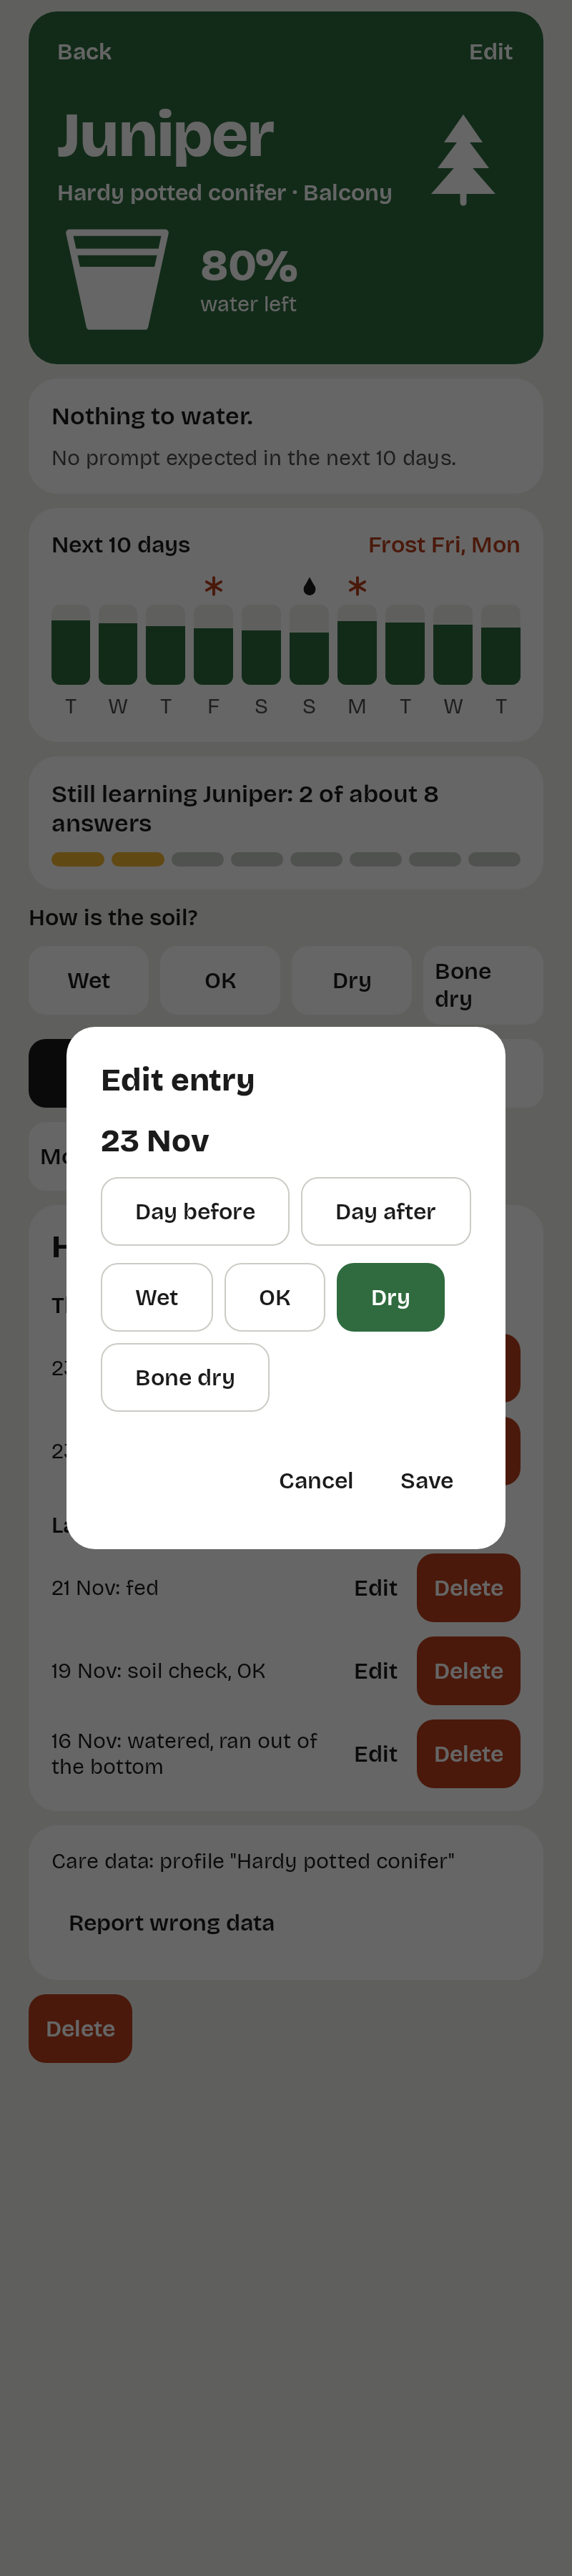 Back
Edit
Juniper
Hardy potted conifer · Balcony
80%
water left
Nothing to water.
No prompt expected in the next 10 days.
Next 10 days
Frost Fri, Mon
T W T F S S M T W T
Still learning Juniper: 2 of about 8
answers
How is the soil?
Wet
OK
Dry
Bone
dry
Edit entry
23 Nov
Day before
Day after
Wet
OK
Dry
Bone dry
Cancel
Save
21 Nov: fed
Edit
Delete
19 Nov: soil check, OK
Edit
Delete
16 Nov: watered, ran out of
the bottom
Edit
Delete
Care data: profile "Hardy potted conifer"
Report wrong data
Delete